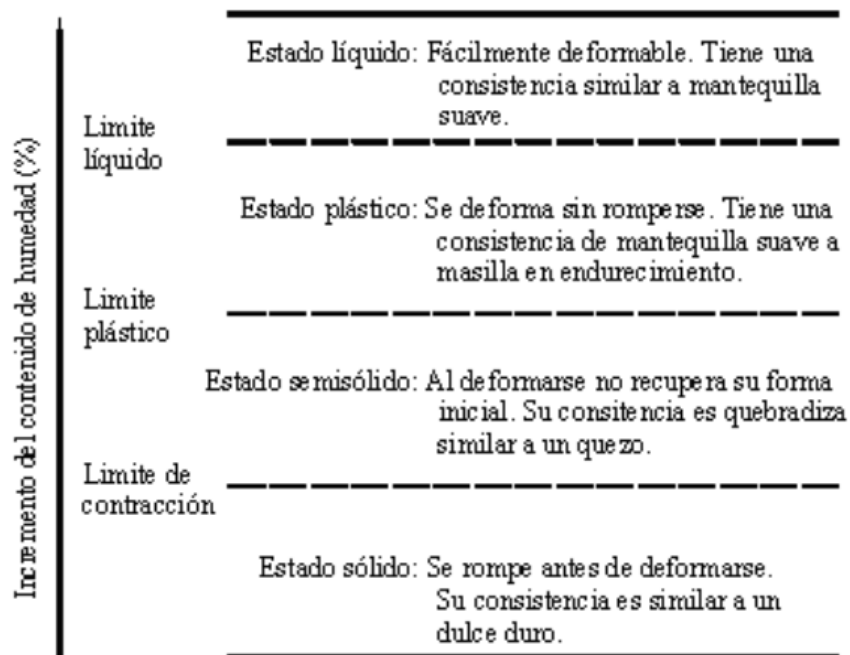 Incremento del contenido de humedad (%)
Estado líquido: Fácilmente deformable. Tiene una
consistencia similar a mantequilla
suave.
Limite
líquido
Estado plástico: Se deforma sin romperse. Tiene una
consistencia de mantequilla suave a
masilla en endurecimiento.
Limite
plástico
Estado semisólido: Al deformarse no recupera su forma
inicial. Su consitencia es quebradiza
similar a un quezo.
Limite de
contracción
Estado sólido: Se rompe antes de deformarse.
Su consistencia es similar a un
dulce duro.